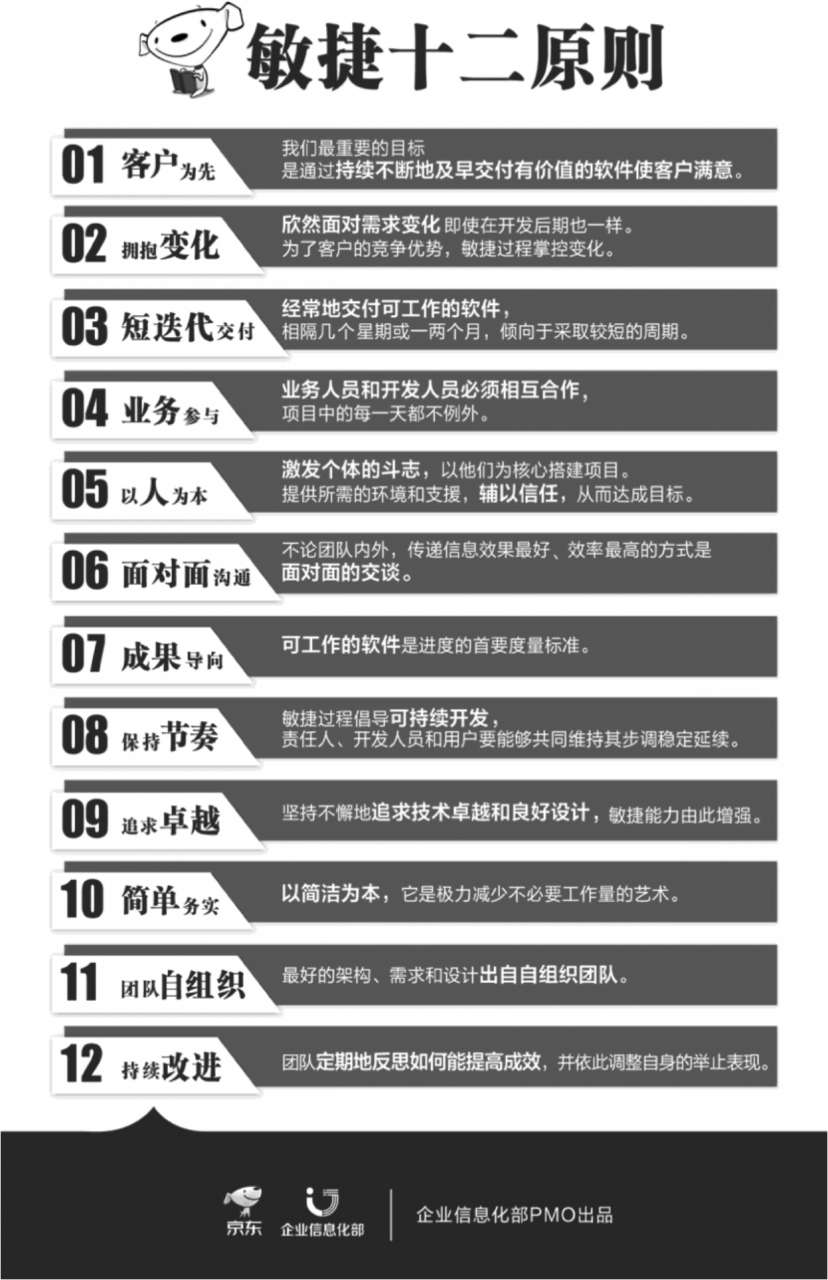 敏捷十二原则
01 客户为先
我们最重要的目标
是通过持续不断地及早交付有价值的软件使客户满意。
02 拥抱变化
欣然面对需求变化 即使在开发后期也一样。
为了客户的竞争优势，敏捷过程掌控变化。
03 短迭代交付
经常地交付可工作的软件，
相隔几个星期或一两个月，倾向于采取较短的周期。
04 业务参与
业务人员和开发人员必须相互合作，
项目中的每一天都不例外。
05 以人为本
激发个体的斗志，以他们为核心搭建项目。
提供所需的环境和支援，辅以信任，从而达成目标。
06 面对面沟通
不论团队内外，传递信息效果最好、效率最高的方式是
面对面的交谈。
07 成果导向
可工作的软件是进度的首要度量标准。
08 保持节奏
敏捷过程倡导可持续开发，
责任人、开发人员和用户要能够共同维持其步调稳定延续。
09 追求卓越
坚持不懈地追求技术卓越和良好设计，敏捷能力由此增强。
10 简单务实
以简洁为本，它是极力减少不必要工作量的艺术。
11 团队自组织
最好的架构、需求和设计出自自组织团队。
12 持续改进
团队定期地反思如何能提高成效，并依此调整自身的举止表现。
京东
企业信息化部
企业信息化部PMO出品